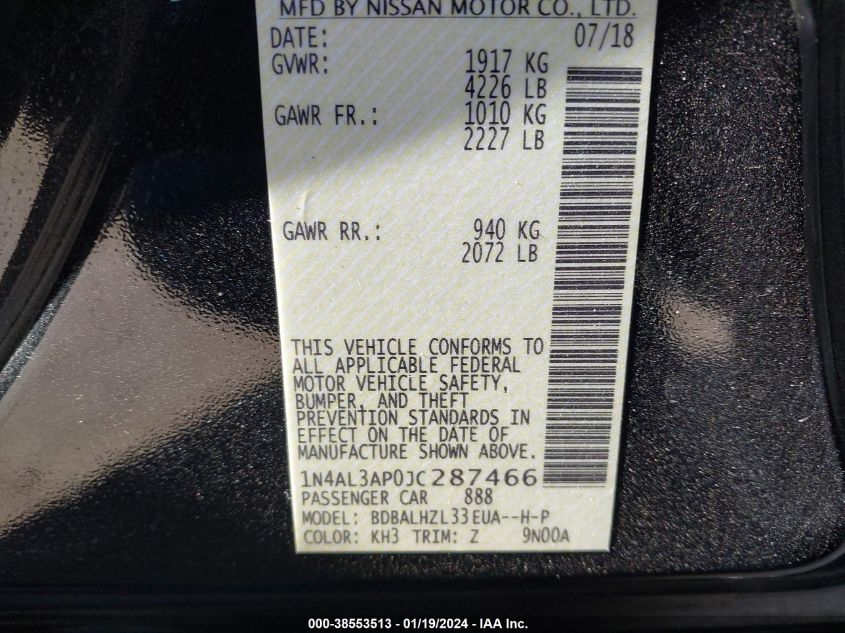 MFD BY NISSAN MOTOR CO., LTD.
DATE: 07/18
GVWR: 1917 KG
4226 LB
GAWR FR.: 1010 KG
2227 LB
GAWR RR.: 940 KG
2072 LB
THIS VEHICLE CONFORMS TO
ALL APPLICABLE FEDERAL
MOTOR VEHICLE SAFETY,
BUMPER, AND THEFT
PREVENTION STANDARDS IN
EFFECT ON THE DATE OF
MANUFACTURE SHOWN ABOVE.
1N4AL3AP0JC287466
PASSENGER CAR 888
MODEL: BDBALHZL33EUA--H-P
COLOR: KH3 TRIM: Z 9N00A
000-38553513 - 01/19/2024 - IAA Inc.